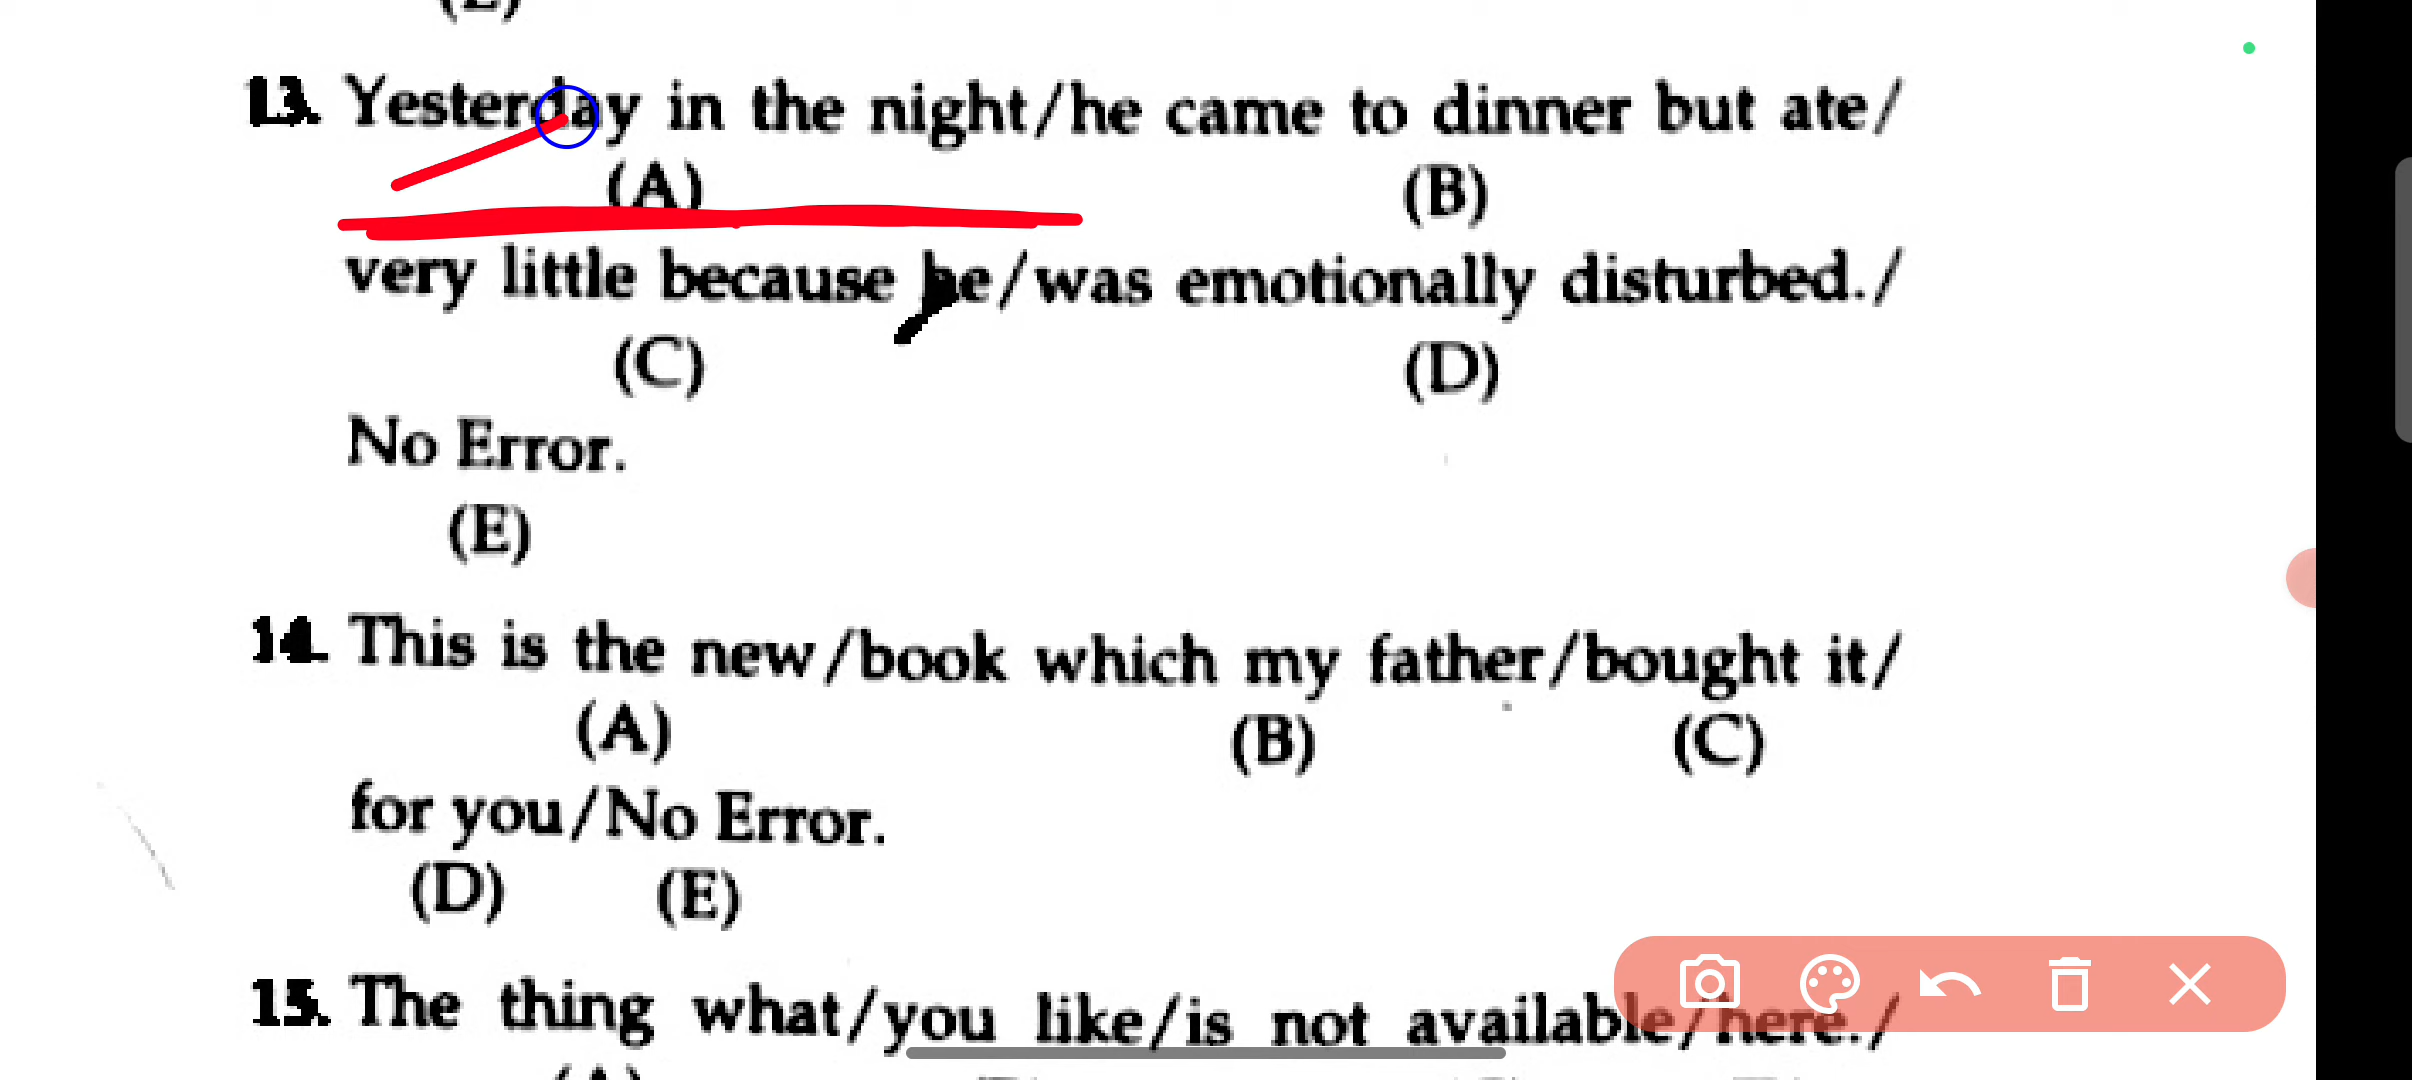 13. Yesterday in the night/he came to dinner but ate/
(A) (B)
very little because he/was emotionally disturbed./
(C) (D)
No Error.
(E)
14. This is the new/book which my father/bought it/
(A) (B) (C)
for you/No Error.
(D) (E)
15. The thing what/you like/is not available/here./